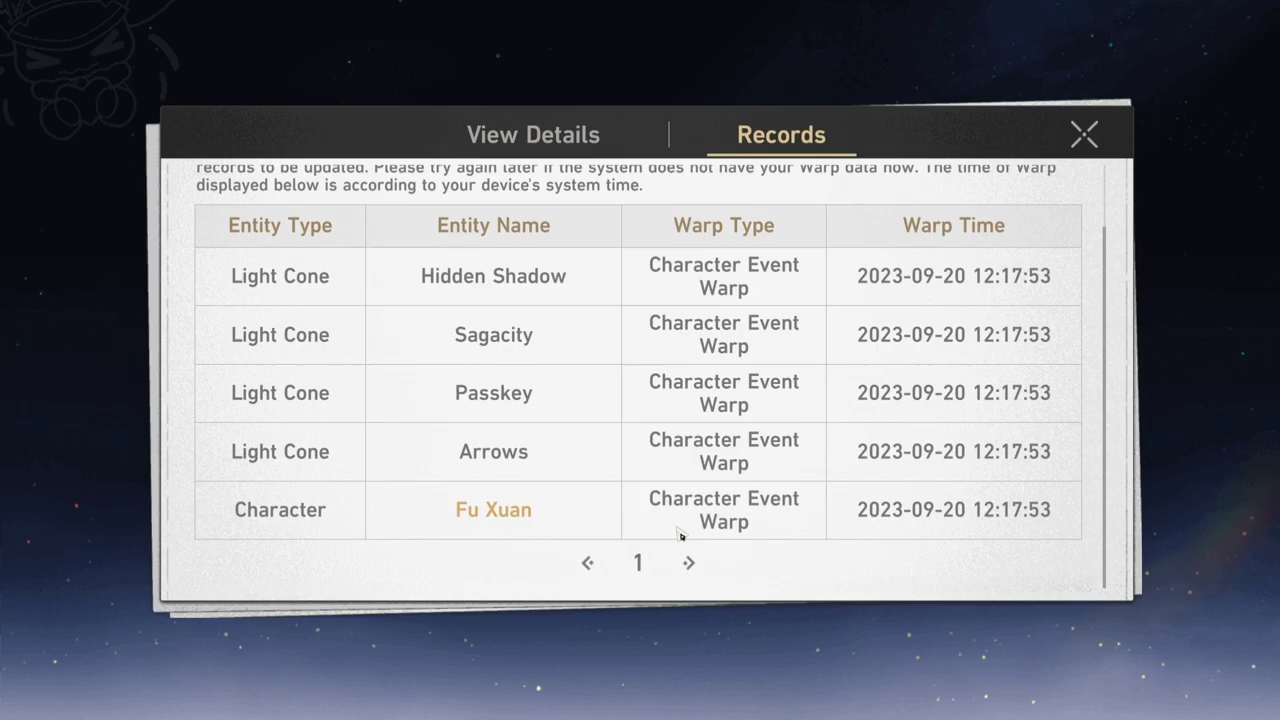 View Details
Records
records to be updated. Please try again later if the system does not have your Warp data now. The time of Warp
displayed below is according to your device's system time.
Entity Type Entity Name Warp Type Warp Time
Light Cone Hidden Shadow Character Event Warp 2023-09-20 12:17:53
Light Cone Sagacity Character Event Warp 2023-09-20 12:17:53
Light Cone Passkey Character Event Warp 2023-09-20 12:17:53
Light Cone Arrows Character Event Warp 2023-09-20 12:17:53
Character Fu Xuan Character Event Warp 2023-09-20 12:17:53
1